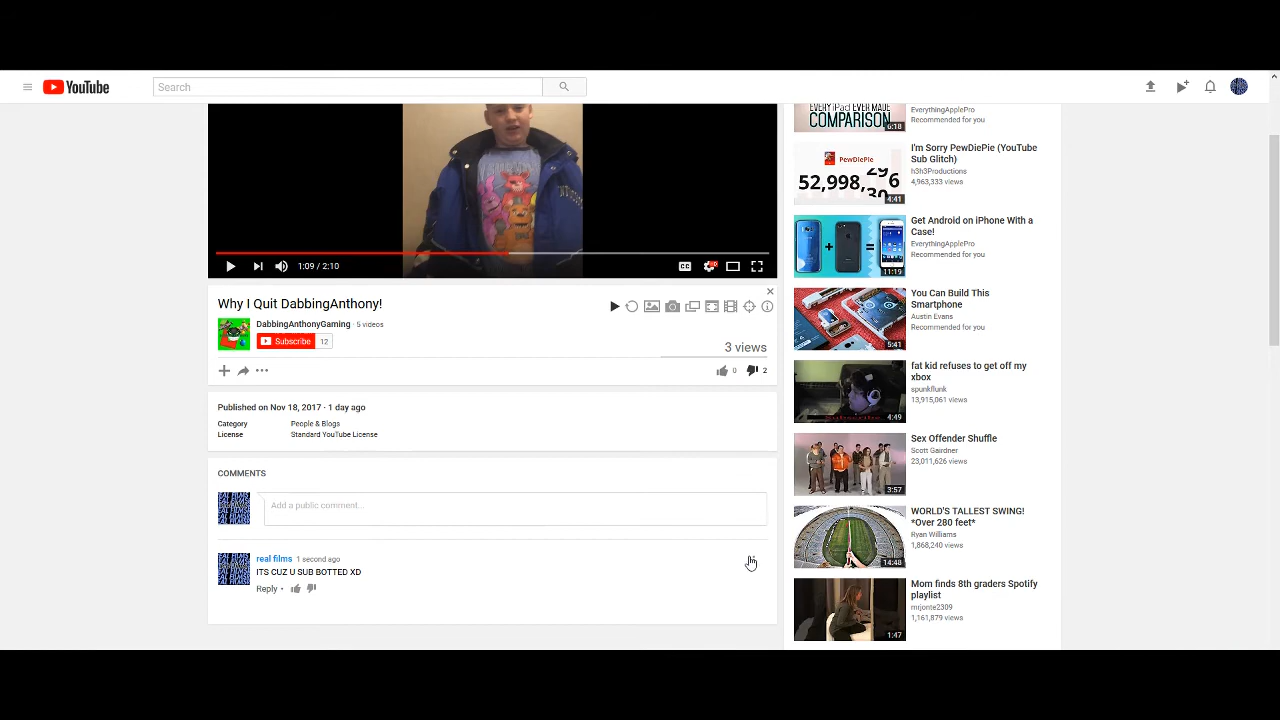 YouTube
Search
1:09 / 2:10
CC
HD
Why I Quit DabbingAnthony!
DabbingAnthonyGaming · 5 videos
Subscribe 12
3 views
0 2
Published on Nov 18, 2017 · 1 day ago
Category People & Blogs
License Standard YouTube License
COMMENTS
Add a public comment...
real films 1 second ago
ITS CUZ U SUB BOTTED XD
Reply ·
EVERY iPad EVER MADE
COMPARISON
6:18
EverythingApplePro
Recommended for you
PewDiePie
52,998,
4:41
I'm Sorry PewDiePie (YouTube
Sub Glitch)
h3h3Productions
4,963,333 views
11:19
Get Android on iPhone With a
Case!
EverythingApplePro
Recommended for you
5:41
You Can Build This
Smartphone
Austin Evans
Recommended for you
Subscribe
4:49
fat kid refuses to get off my
xbox
spunkflunk
13,915,061 views
3:57
Sex Offender Shuffle
Scott Gairdner
23,011,626 views
14:48
WORLD'S TALLEST SWING!
*Over 280 feet*
Ryan Williams
1,868,240 views
1:47
Mom finds 8th graders Spotify
playlist
mrjonte2309
1,161,879 views